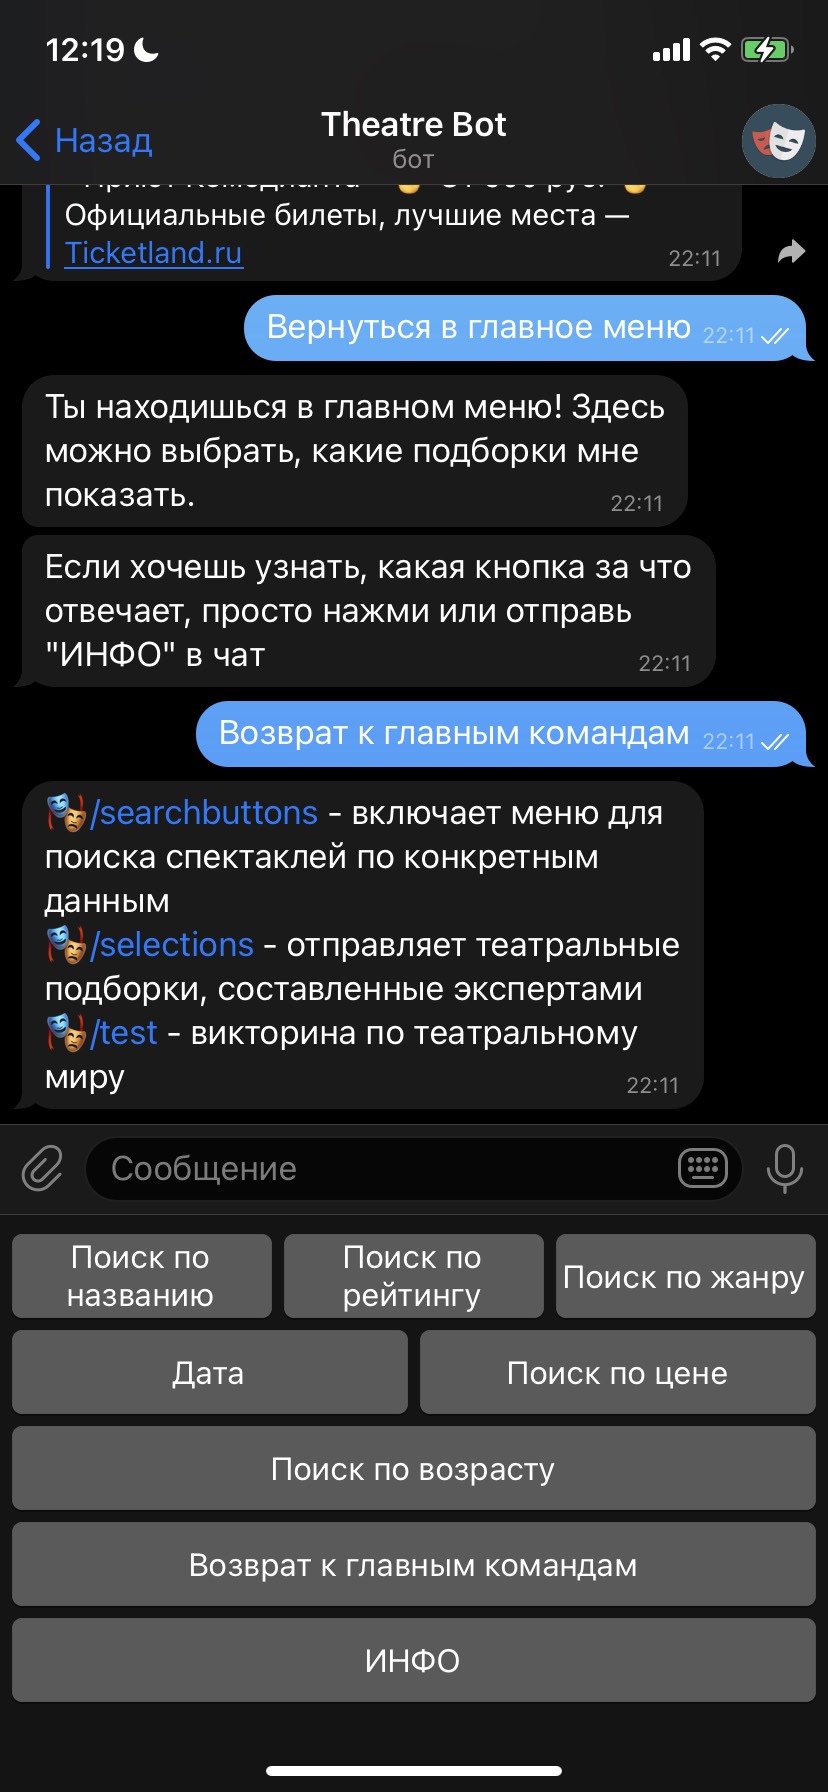 12:19
Назад
Theatre Bot
бот
Официальные билеты, лучшие места —
Ticketland.ru
22:11
Вернуться в главное меню 22:11
Ты находишься в главном меню! Здесь
можно выбрать, какие подборки мне
показать.
22:11
Если хочешь узнать, какая кнопка за что
отвечает, просто нажми или отправь
"ИНФО" в чат
22:11
Возврат к главным командам 22:11
🎭/searchbuttons - включает меню для
поиска спектаклей по конкретным
данным
🎭/selections - отправляет театральные
подборки, составленные экспертами
🎭/test - викторина по театральному
миру
22:11
Сообщение
Поиск по
названию
Поиск по
рейтингу
Поиск по жанру
Дата
Поиск по цене
Поиск по возрасту
Возврат к главным командам
ИНФО